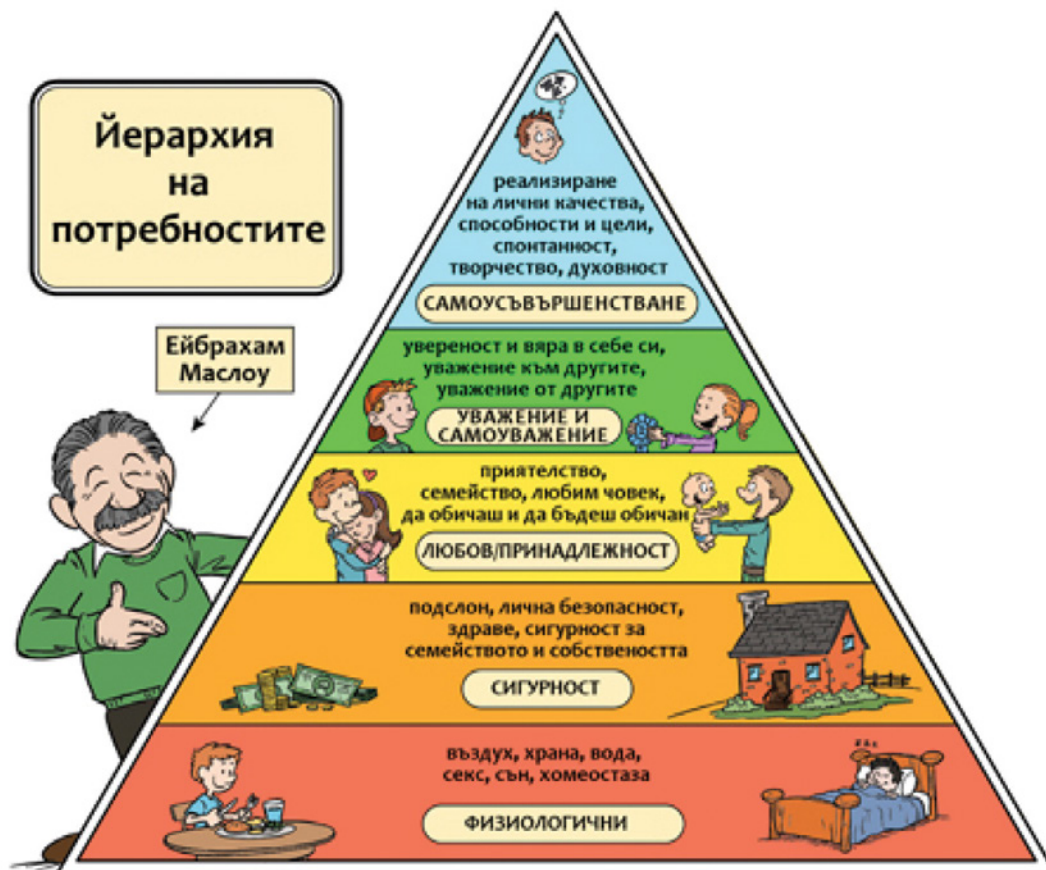 Йерархия
на
потребностите
Ейбрахам
Маслоу
реализиране
на лични качества,
способности и цели,
спонтанност,
творчество, духовност
САМОУСЪВЪРШЕНСТВАНЕ
увереност и вяра в себе си,
уважение към другите,
уважение от другите
УВАЖЕНИЕ И
САМОУВАЖЕНИЕ
приятелство,
семейство, любим човек,
да обичаш и да бъдеш обичан
ЛЮБОВ/ПРИНАДЛЕЖНОСТ
подслон, лична безопасност,
здраве, сигурност за
семейството и собствеността
СИГУРНОСТ
въздух, храна, вода,
секс, сън, хомеостаза
ФИЗИОЛОГИЧНИ